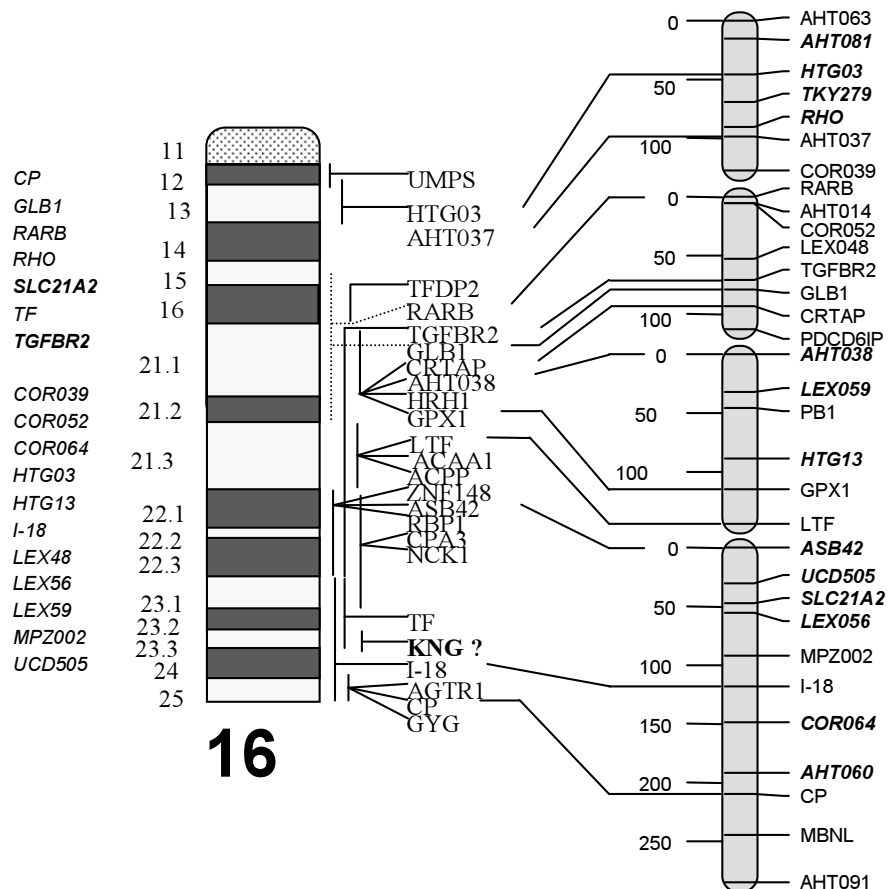 CP
GLB1
RARB
RHO
SLC21A2
TF
TGFBR2
COR039
COR052
COR064
HTG03
HTG13
I-18
LEX48
LEX56
LEX59
MPZ002
UCD505
11
12
13
14
15
16
21.1
21.2
21.3
22.1
22.2
22.3
23.1
23.2
23.3
24
25
16
UMPS
HTG03
AHT037
TFDP2
RARB
TGFBR2
GLB1
CRTAP
AHT038
HRH1
GPX1
LTF
ACAA1
ACPP
ZNF148
ASB42
RBP1
CPA3
NCK1
TF
KNG ?
I-18
AGTR1
CP
GYG
0
50
100
AHT063
AHT081
HTG03
TKY279
RHO
AHT037
COR039
0
50
100
RARB
AHT014
COR052
LEX048
TGFBR2
GLB1
CRTAP
PDCD6IP
0
50
100
AHT038
LEX059
PB1
HTG13
GPX1
LTF
0
50
100
150
200
250
ASB42
UCD505
SLC21A2
LEX056
MPZ002
I-18
COR064
AHT060
CP
MBNL
AHT091